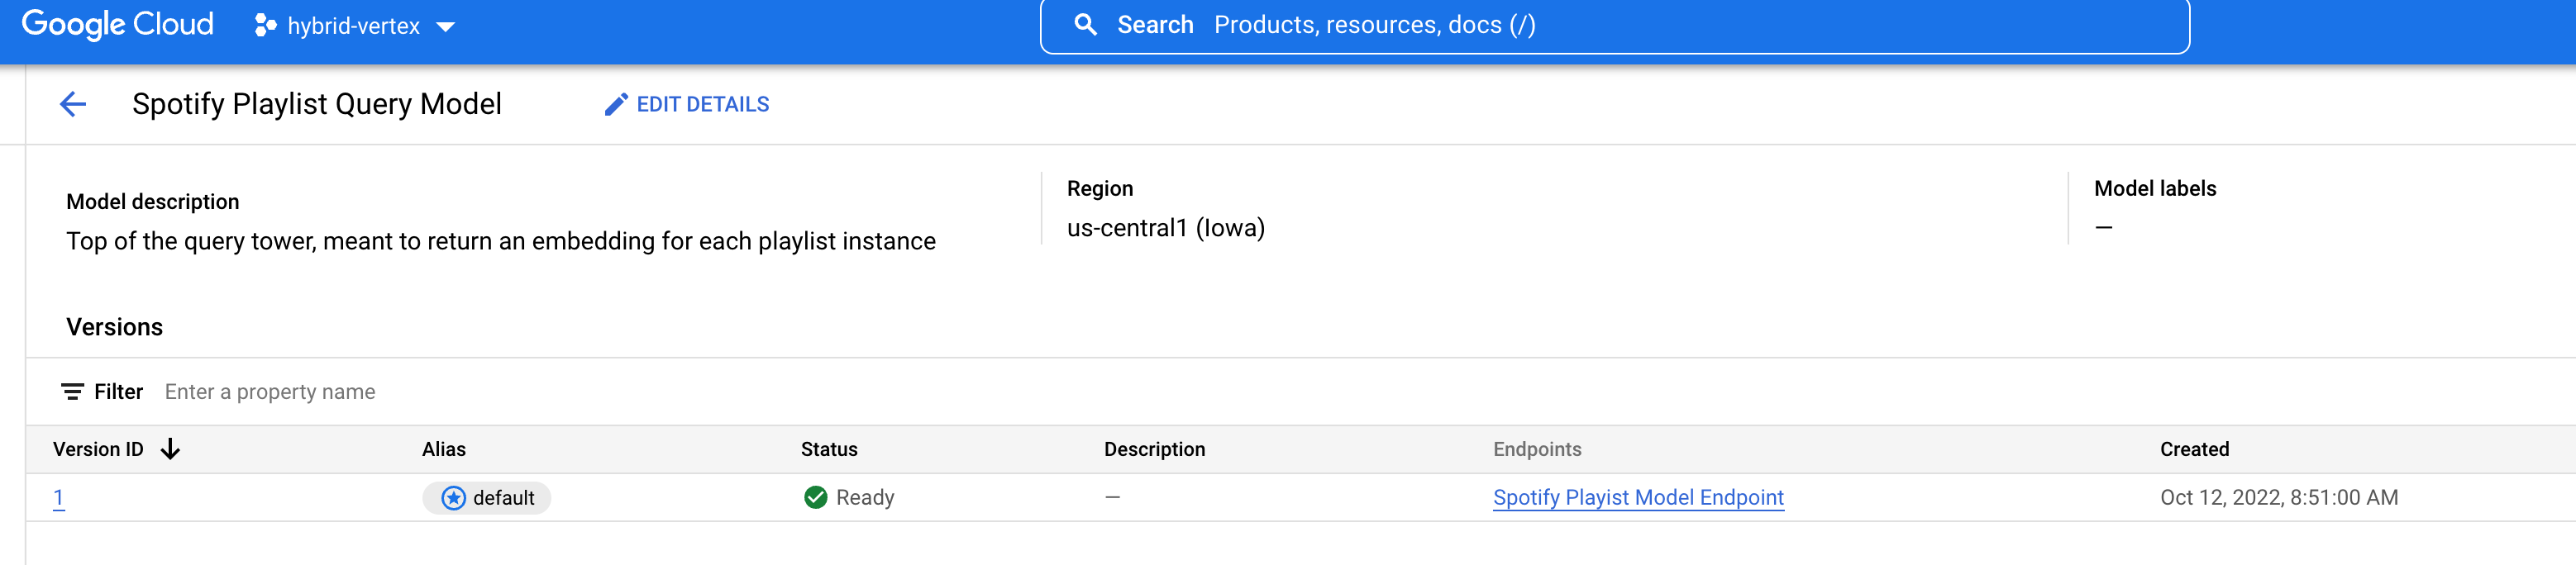 Google Cloud hybrid-vertex Search Products, resources, docs (/)
Spotify Playlist Query Model EDIT DETAILS
Model description
Top of the query tower, meant to return an embedding for each playlist instance
Region
us-central1 (Iowa)
Model labels
—
Versions
Filter Enter a property name
Version ID Alias Status Description Endpoints Created
1 default Ready — Spotify Playist Model Endpoint Oct 12, 2022, 8:51:00 AM